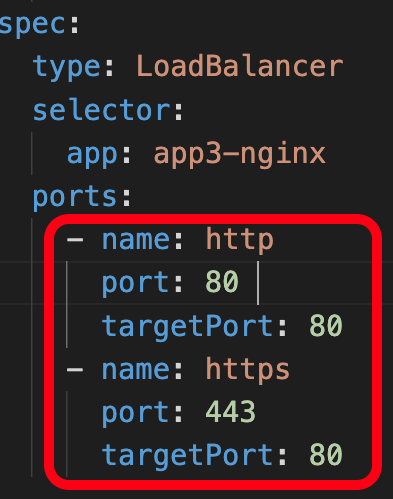 spec:
  type: LoadBalancer
  selector:
    app: app3-nginx
  ports:
    - name: http
      port: 80
      targetPort: 80
    - name: https
      port: 443
      targetPort: 80